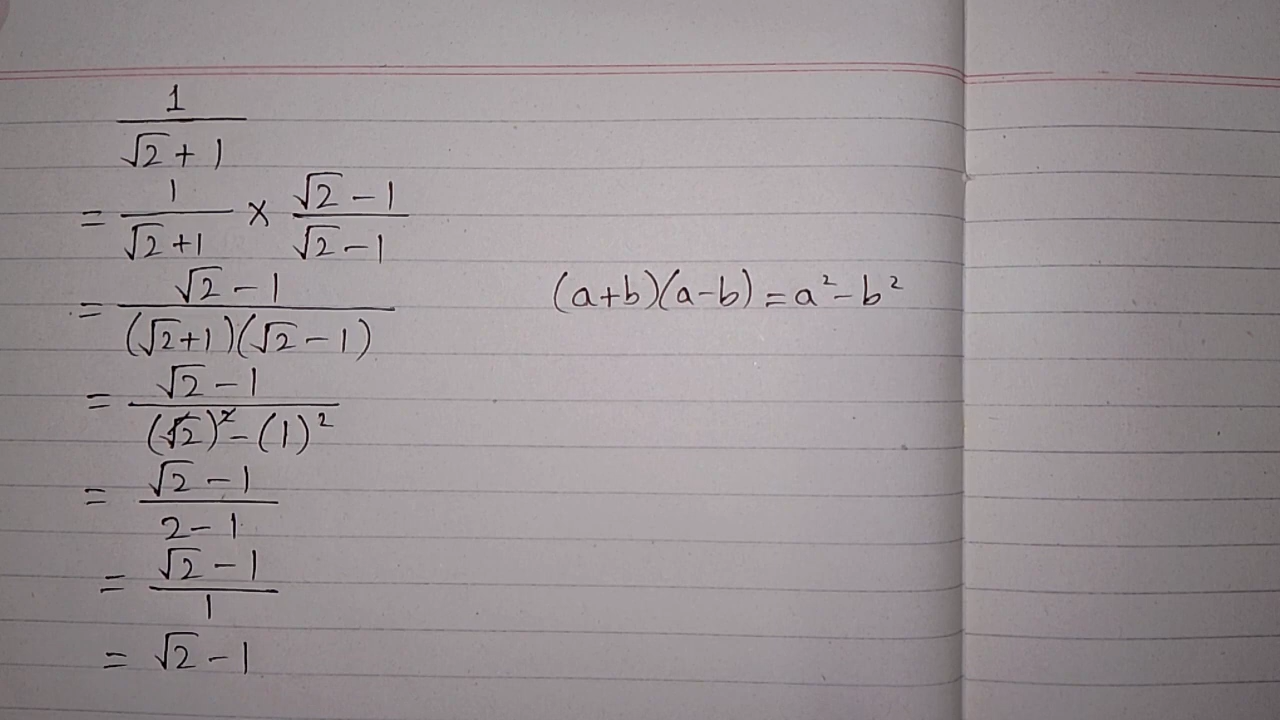 1/(√2 + 1)
= 1/(√2+1) × (√2 - 1)/(√2 - 1)
= (√2 - 1)/((√2+1)(√2 - 1))
(a+b)(a-b) = a² - b²
= (√2 - 1)/((√2)² - (1)²)
= (√2 - 1)/(2 - 1)
= (√2 - 1)/1
= √2 - 1